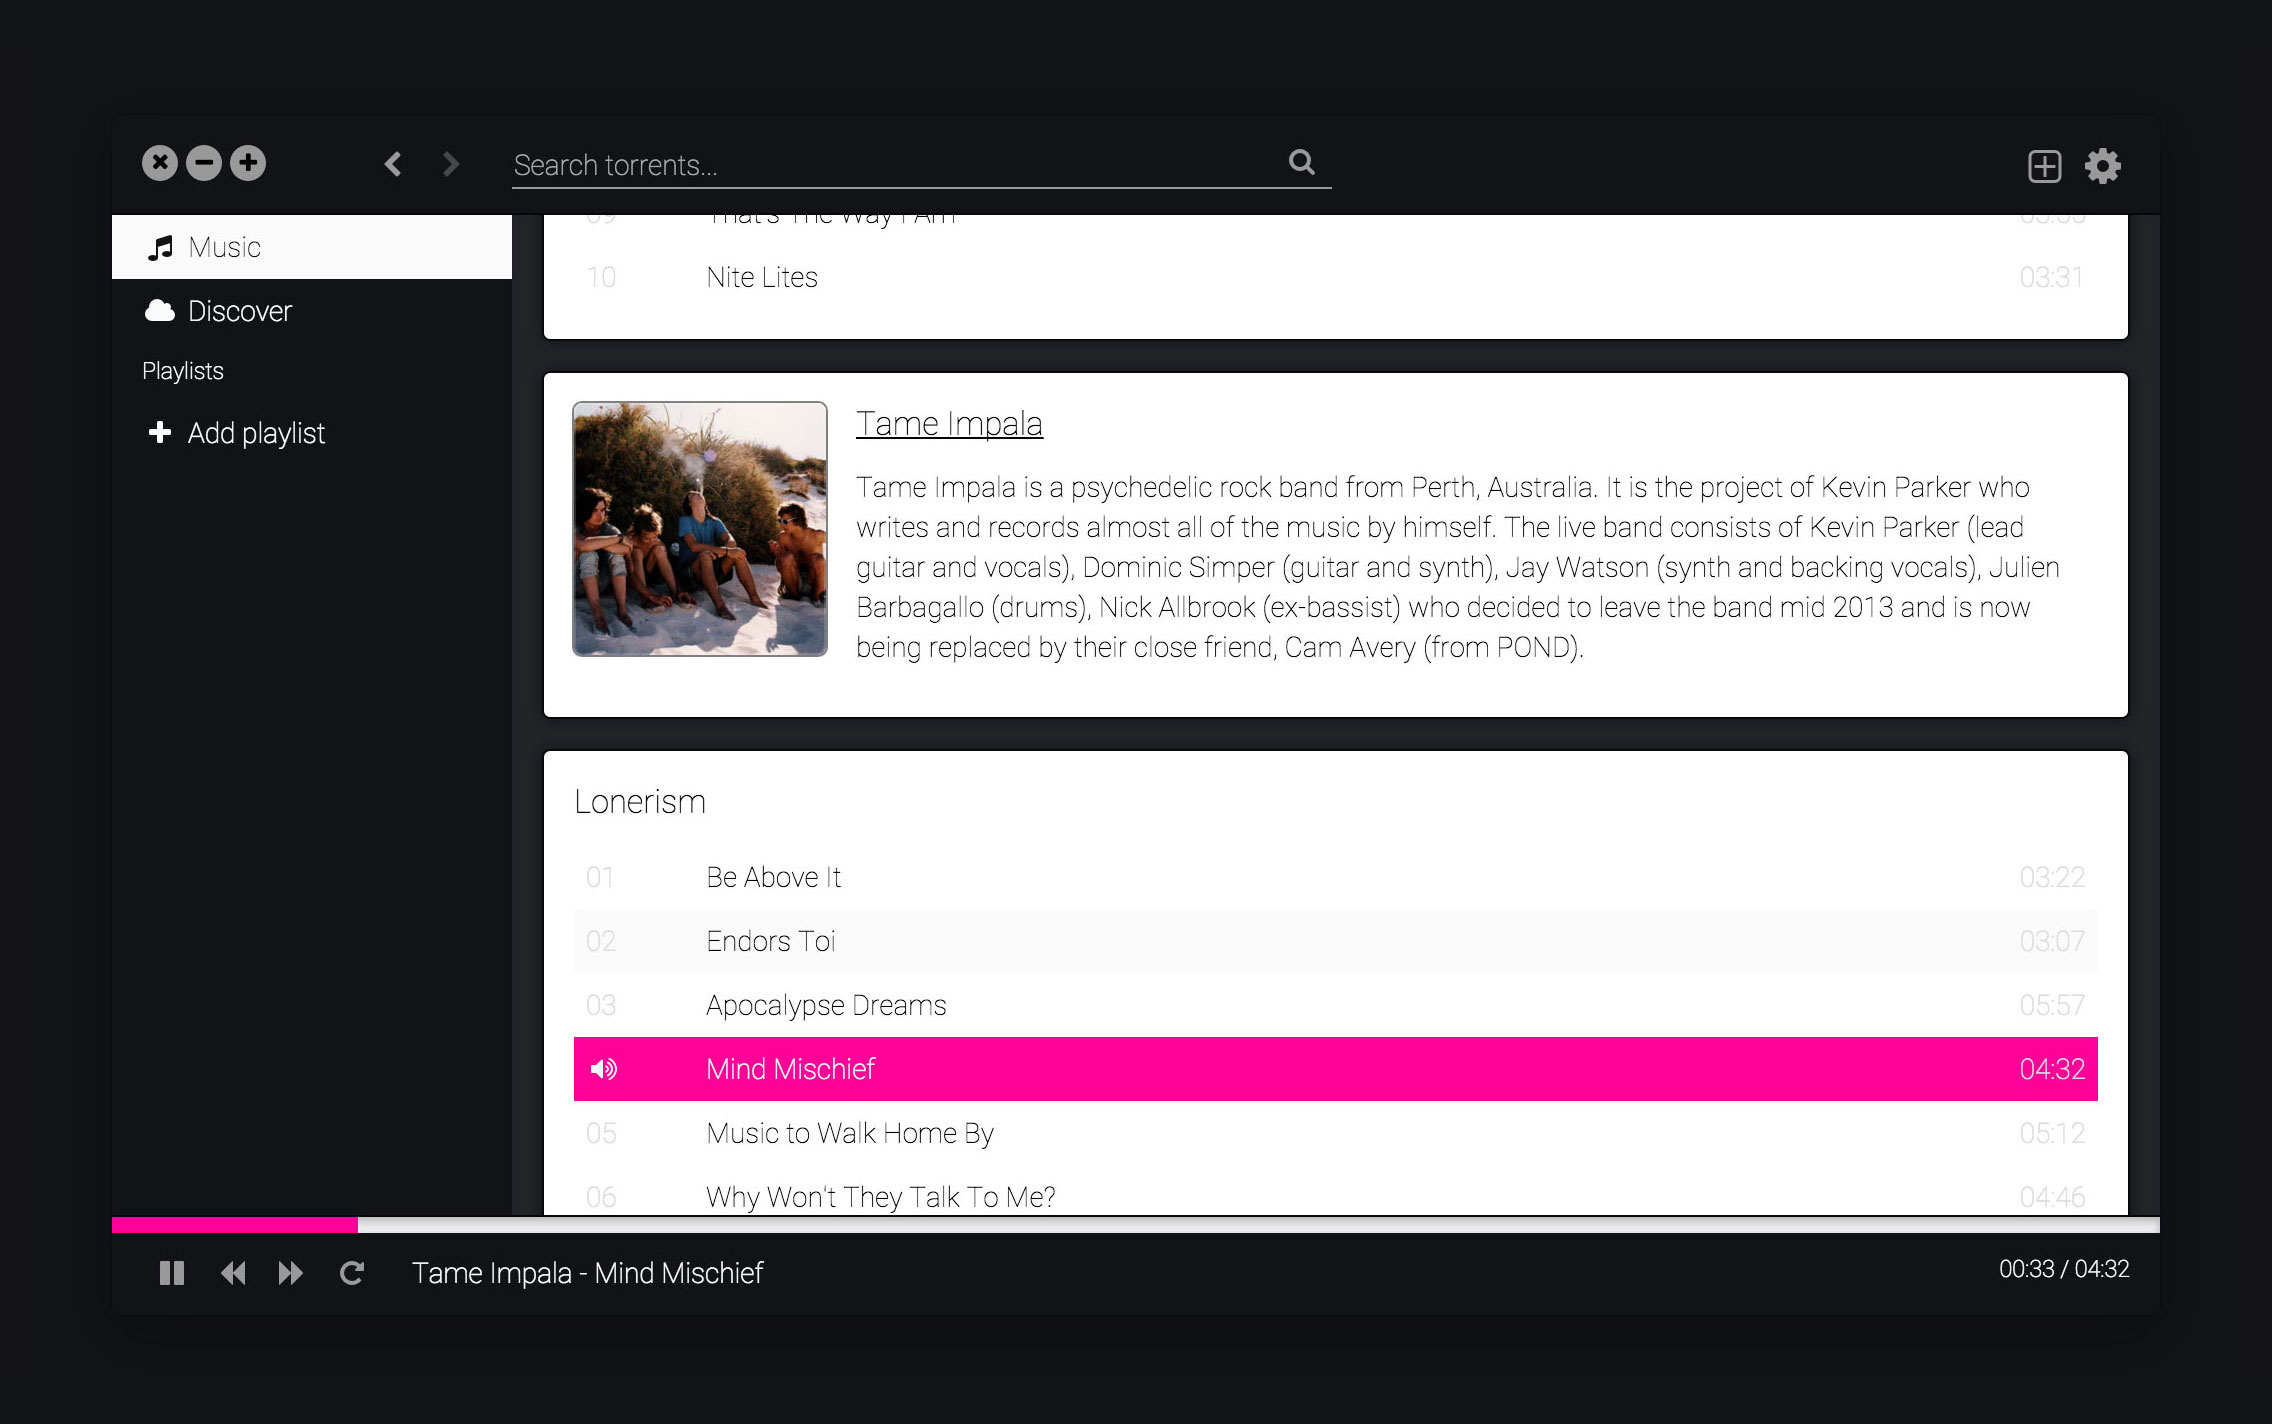 Search torrents...
Music
Discover
Playlists
Add playlist
09 That's The Way I Am 03:05
10 Nite Lites 03:31
Tame Impala
Tame Impala is a psychedelic rock band from Perth, Australia. It is the project of Kevin Parker who
writes and records almost all of the music by himself. The live band consists of Kevin Parker (lead
guitar and vocals), Dominic Simper (guitar and synth), Jay Watson (synth and backing vocals), Julien
Barbagallo (drums), Nick Allbrook (ex-bassist) who decided to leave the band mid 2013 and is now
being replaced by their close friend, Cam Avery (from POND).
Lonerism
01 Be Above It 03:22
02 Endors Toi 03:07
03 Apocalypse Dreams 05:57
Mind Mischief 04:32
05 Music to Walk Home By 05:12
06 Why Won't They Talk To Me? 04:46
Tame Impala - Mind Mischief
00:33 / 04:32